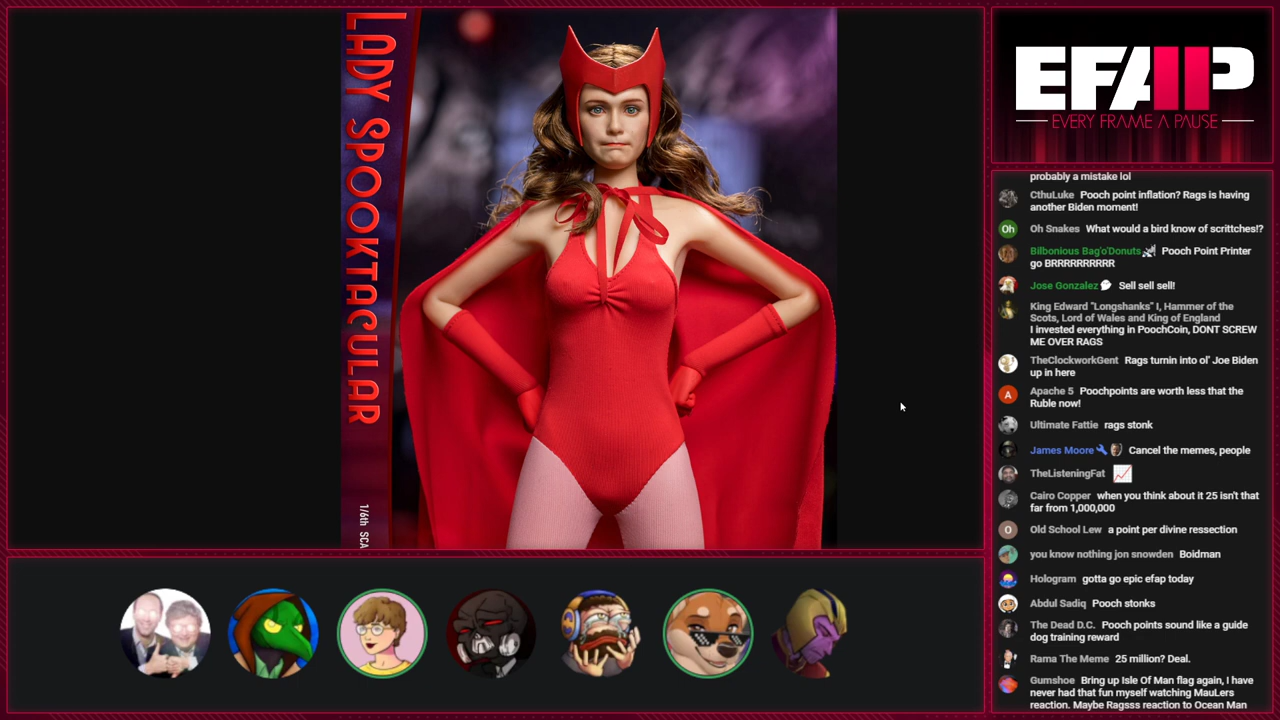 LADY SPOOKTACULAR
1/6th SCA
EFAP
EVERY FRAME A PAUSE
probably a mistake lol
CthuLuke Pooch point inflation? Rags is having
another Biden moment!
Oh Oh Snakes What would a bird know of scrittches!?
Bilbonious Bag'o'Donuts Pooch Point Printer
go BRRRRRRRRRR
Jose Gonzalez Sell sell sell!
King Edward "Longshanks" I, Hammer of the
Scots, Lord of Wales and King of England
I invested everything in PoochCoin, DONT SCREW
ME OVER RAGS
TheClockworkGent Rags turnin into ol' Joe Biden
up in here
A Apache 5 Poochpoints are worth less that the
Ruble now!
Ultimate Fattie rags stonk
James Moore Cancel the memes, people
TheListeningFat
Cairo Copper when you think about it 25 isn't that
far from 1,000,000
O Old School Lew a point per divine ressection
you know nothing jon snowden Boidman
Hologram gotta go epic efap today
Abdul Sadiq Pooch stonks
The Dead D.C. Pooch points sound like a guide
dog training reward
Rama The Meme 25 million? Deal.
Gumshoe Bring up Isle Of Man flag again, I have
never had that fun myself watching MauLers
reaction. Maybe Ragsss reaction to Ocean Man